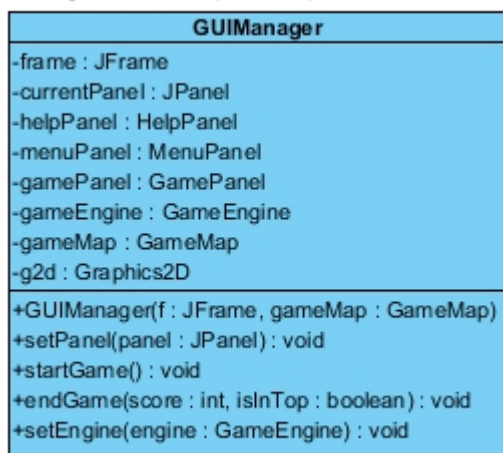 GUIManager
-frame : JFrame
-currentPanel : JPanel
-helpPanel : HelpPanel
-menuPanel : MenuPanel
-gamePanel : GamePanel
-gameEngine : GameEngine
-gameMap : GameMap
-g2d : Graphics2D
+GUIManager(f : JFrame, gameMap : GameMap)
+setPanel(panel : JPanel) : void
+startGame() : void
+endGame(score : int, isInTop : boolean) : void
+setEngine(engine : GameEngine) : void